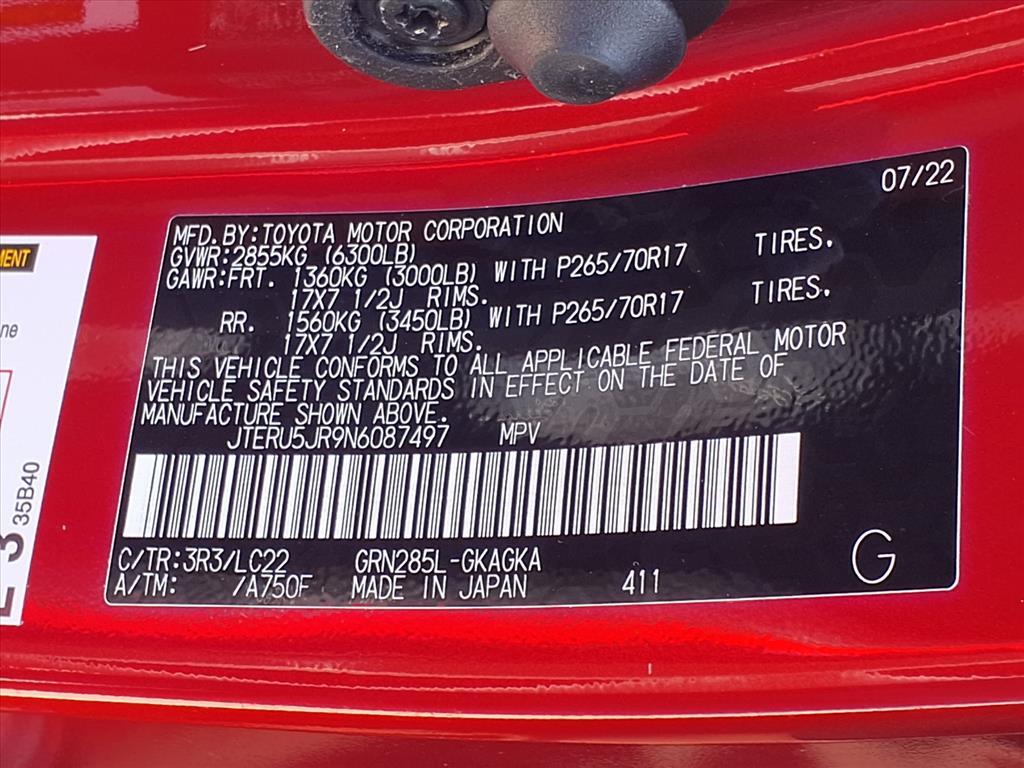 07/22
MFD. BY: TOYOTA MOTOR CORPORATION
GVWR: 2855KG (6300LB)
GAWR: FRT. 1360KG (3000LB) WITH P265/70R17 TIRES.
17X7 1/2J RIMS.
RR. 1560KG (3450LB) WITH P265/70R17 TIRES.
17X7 1/2J RIMS.
THIS VEHICLE CONFORMS TO ALL APPLICABLE FEDERAL MOTOR
VEHICLE SAFETY STANDARDS IN EFFECT ON THE DATE OF
MANUFACTURE SHOWN ABOVE.
JTERU5JR9N6087497 MPV
C/TR: 3R3/LC22 GRN285L-GKAGKA
A/TM: /A750F MADE IN JAPAN 411
G
35B40